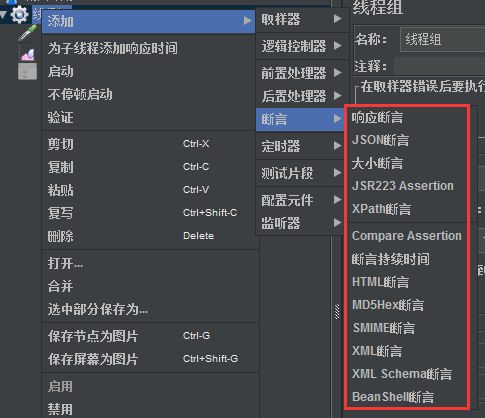 线程组
添加
为子线程添加响应时间
启动
不停顿启动
验证
剪切 Ctrl-X
复制 Ctrl-C
粘贴 Ctrl-V
复写 Ctrl+Shift-C
删除 Delete
打开...
合并
选中部分保存为...
保存节点为图片 Ctrl-G
保存屏幕为图片 Ctrl+Shift-G
启用
禁用
取样器
逻辑控制器
前置处理器
后置处理器
断言
定时器
测试片段
配置元件
监听器
响应断言
JSON断言
大小断言
JSR223 Assertion
XPath断言
Compare Assertion
断言持续时间
HTML断言
MD5Hex断言
SMIME断言
XML断言
XML Schema断言
BeanShell断言
线程组
名称： 线程组
注释：
在取样器错误后要执行